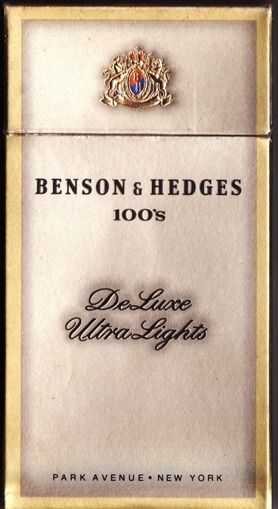 BENSON & HEDGES
100's
DeLuxe
Ultra Lights
PARK AVENUE • NEW YORK